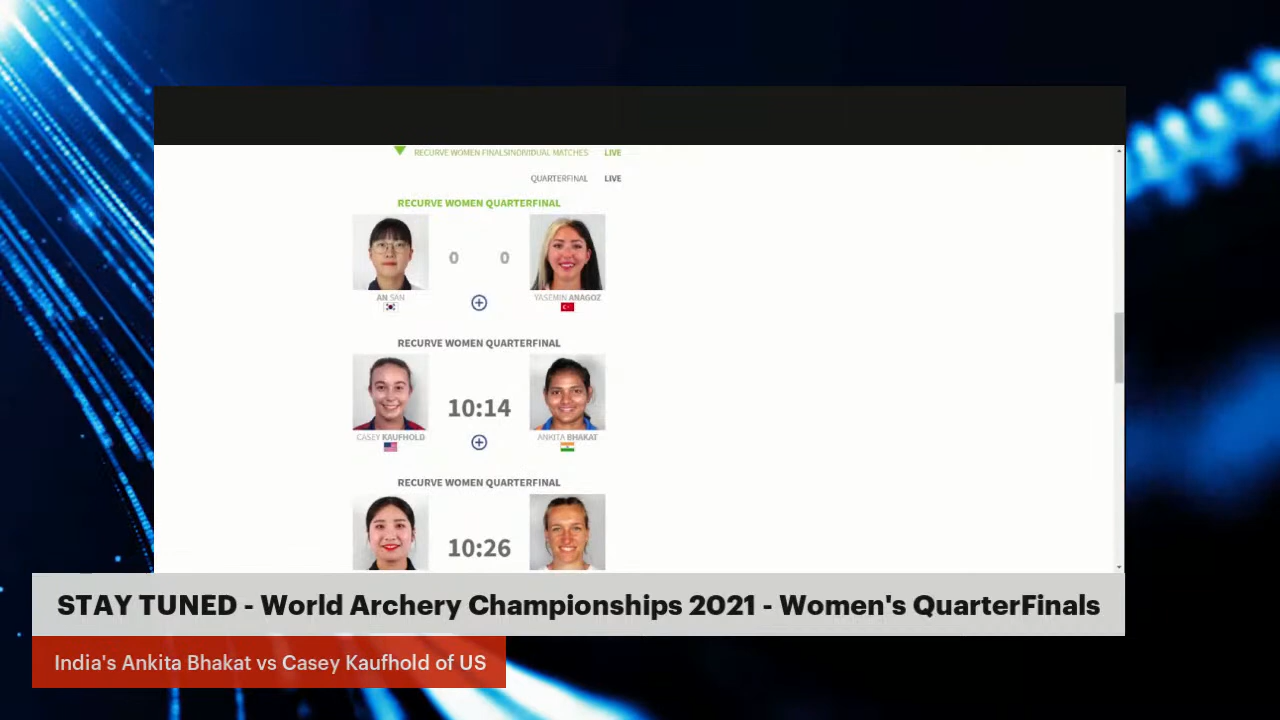 RECURVE WOMEN FINALSINDIVIDUAL MATCHES LIVE
QUARTERFINAL LIVE
RECURVE WOMEN QUARTERFINAL
0 0
AN SAN YASEMIN ANAGOZ
RECURVE WOMEN QUARTERFINAL
10:14
CASEY KAUFHOLD ANKITA BHAKAT
RECURVE WOMEN QUARTERFINAL
10:26
STAY TUNED - World Archery Championships 2021 - Women's QuarterFinals
India's Ankita Bhakat vs Casey Kaufhold of US